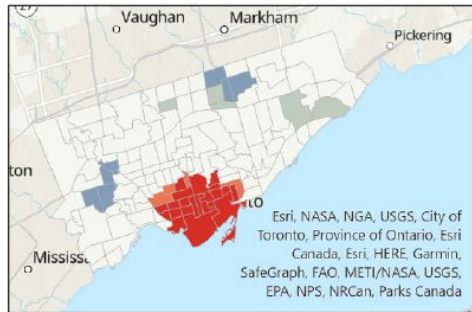 27
Vaughan
Markham
Pickering
ton
to
Mississ
Esri, NASA, NGA, USGS, City of
Toronto, Province of Ontario, Esri
Canada, Esri, HERE, Garmin,
SafeGraph, FAO, METI/NASA, USGS,
EPA, NPS, NRCan, Parks Canada